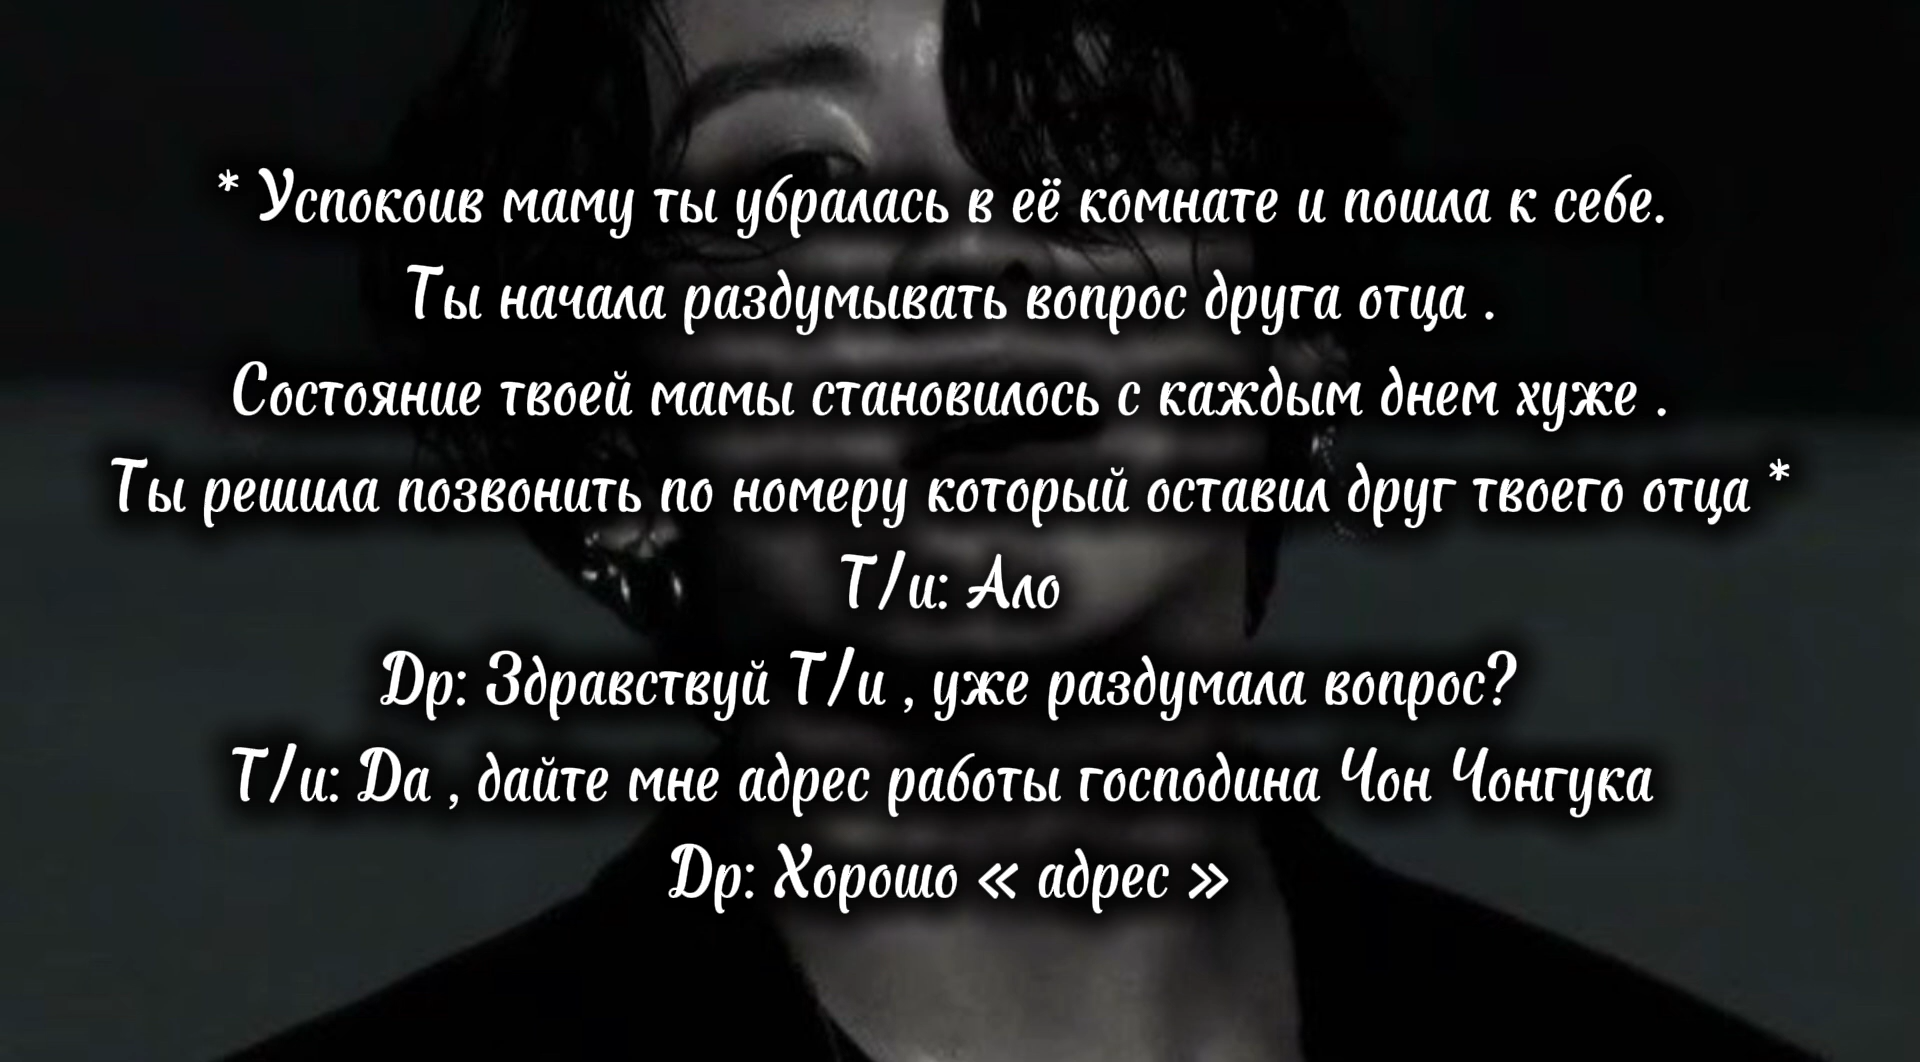 * Успокоив маму ты убралась в её комнате и пошла к себе.
Ты начала раздумывать вопрос друга отца .
Состояние твоей мамы становилось с каждым днем хуже .
Ты решила позвонить по номеру который оставил друг твоего отца *
Т/и: Ало
Др: Здравствуй Т/и , уже раздумала вопрос?
Т/и: Да , дайте мне адрес работы господина Чон Чонгука
Др: Хорошо « адрес »